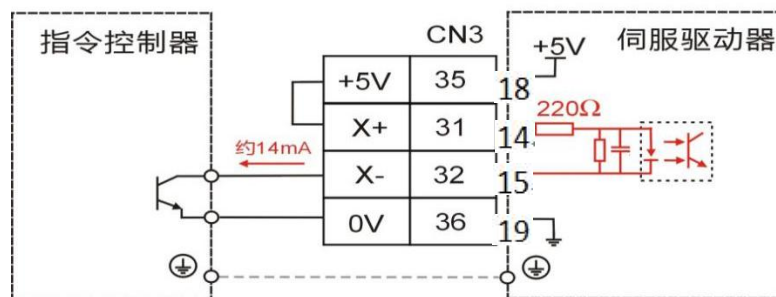 指令控制器
CN3
伺服驱动器
+5V
+5V 35 18
220Ω
X+ 31 14
约14mA
X- 32 15
0V 36 19